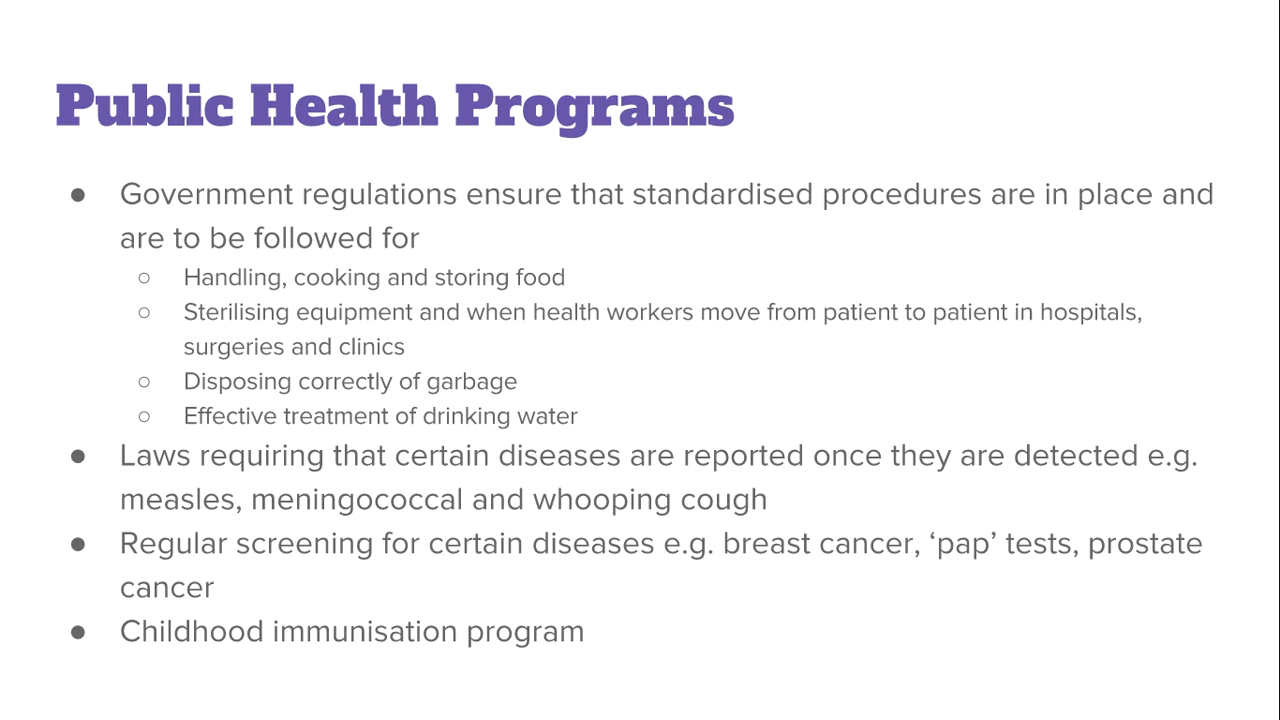 Public Health Programs
● Government regulations ensure that standardised procedures are in place and
are to be followed for
○ Handling, cooking and storing food
○ Sterilising equipment and when health workers move from patient to patient in hospitals,
surgeries and clinics
○ Disposing correctly of garbage
○ Effective treatment of drinking water
● Laws requiring that certain diseases are reported once they are detected e.g.
measles, meningococcal and whooping cough
● Regular screening for certain diseases e.g. breast cancer, ‘pap’ tests, prostate
cancer
● Childhood immunisation program